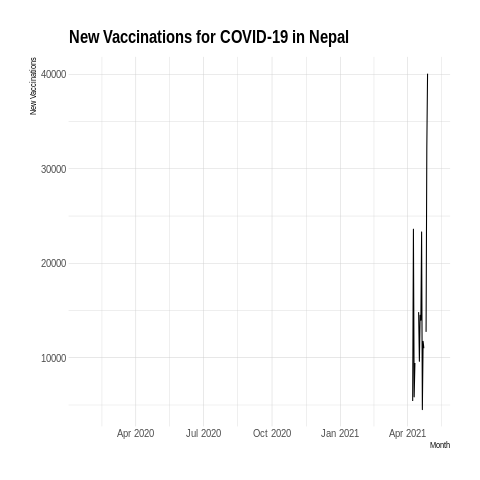 New Vaccinations for COVID-19 in Nepal
New Vaccinations
40000
30000
20000
10000
Apr 2020 Jul 2020 Oct 2020 Jan 2021 Apr 2021
Month